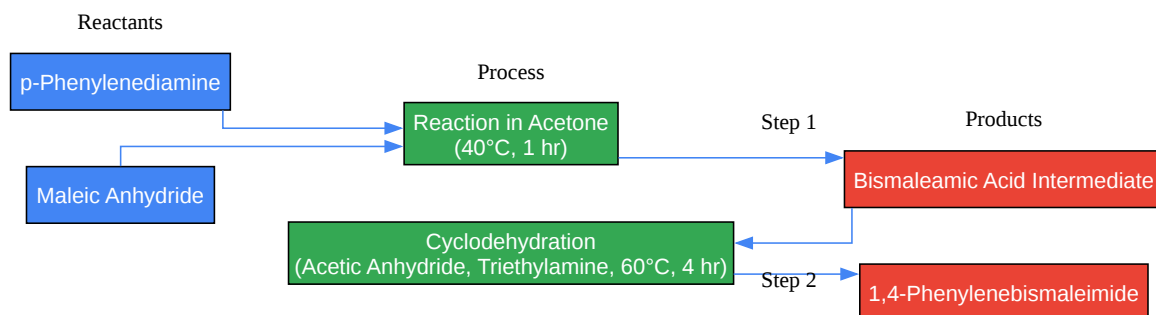 Reactants
p-Phenylenediamine
Process
Reaction in Acetone
(40°C, 1 hr)
Step 1
Products
Maleic Anhydride
Bismaleamic Acid Intermediate
Cyclodehydration
(Acetic Anhydride, Triethylamine, 60°C, 4 hr)
Step 2
1,4-Phenylenebismaleimide